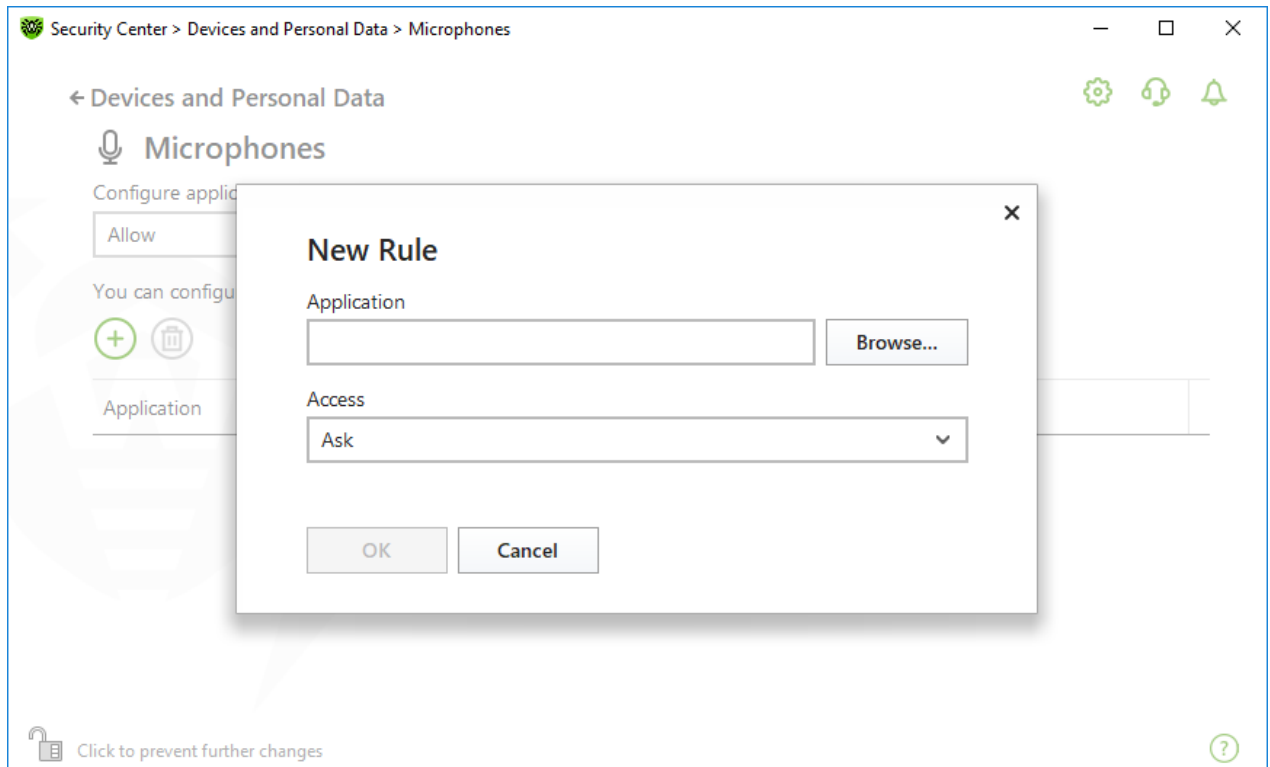 Security Center > Devices and Personal Data > Microphones
Devices and Personal Data
Microphones
Configure applic
Allow
You can configu
Application
New Rule
Application
Browse...
Access
Ask
OK
Cancel
Click to prevent further changes
?